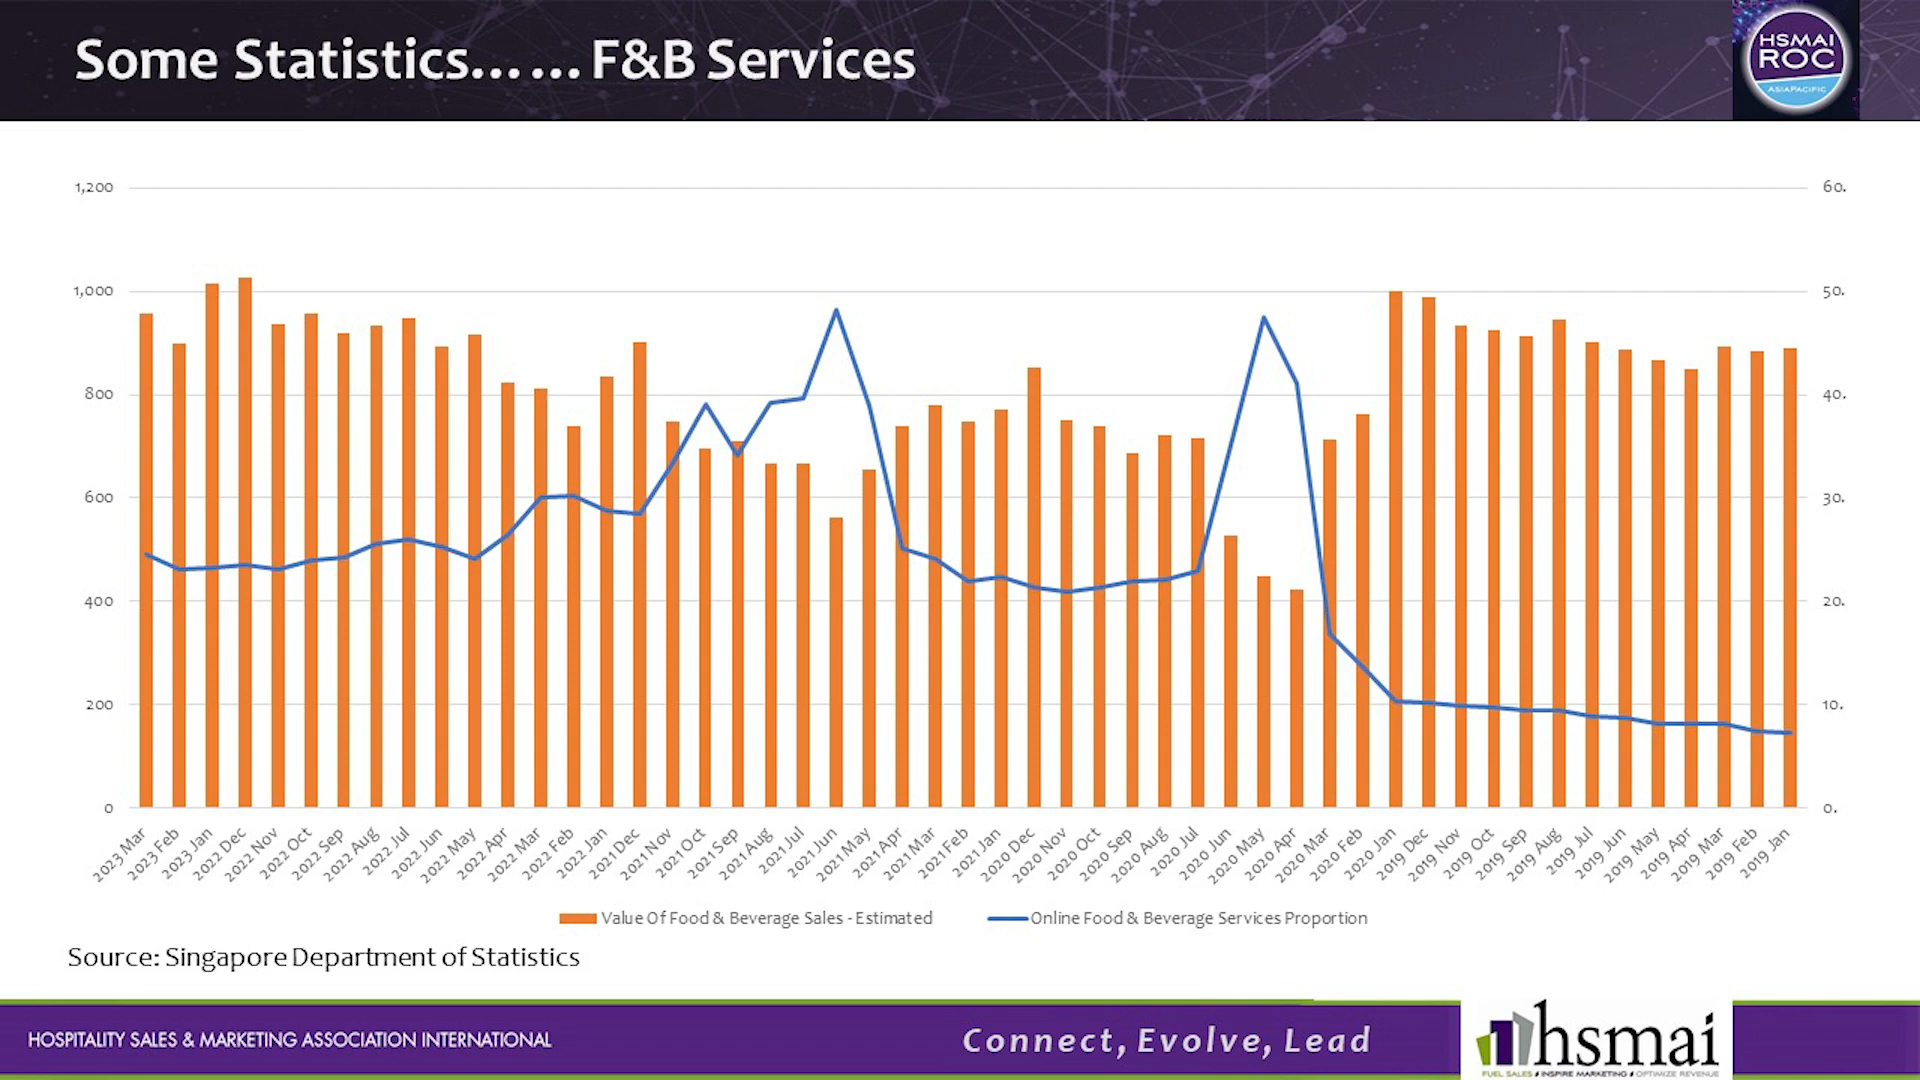 Some Statistics…… F&B Services
HSMAI
ROC
ASIAPACIFIC
1,200
1,000
800
600
400
200
0
60.
50.
40.
30.
20.
10.
0.
2023 Mar
2023 Feb
2023 Jan
2022 Dec
2022 Nov
2022 Oct
2022 Sep
2022 Aug
2022 Jul
2022 Jun
2022 May
2022 Apr
2022 Mar
2022 Feb
2022 Jan
2021 Dec
2021 Nov
2021 Oct
2021 Sep
2021 Aug
2021 Jul
2021 Jun
2021 May
2021 Apr
2021 Mar
2021 Feb
2021 Jan
2020 Dec
2020 Nov
2020 Oct
2020 Sep
2020 Aug
2020 Jul
2020 Jun
2020 May
2020 Apr
2020 Mar
2020 Feb
2020 Jan
2019 Dec
2019 Nov
2019 Oct
2019 Sep
2019 Aug
2019 Jul
2019 Jun
2019 May
2019 Apr
2019 Mar
2019 Feb
2019 Jan
Value Of Food & Beverage Sales - Estimated
Online Food & Beverage Services Proportion
Source: Singapore Department of Statistics
HOSPITALITY SALES & MARKETING ASSOCIATION INTERNATIONAL
Connect, Evolve, Lead
hsmai
FUEL SALES INSPIRE MARKETING OPTIMIZE REVENUE